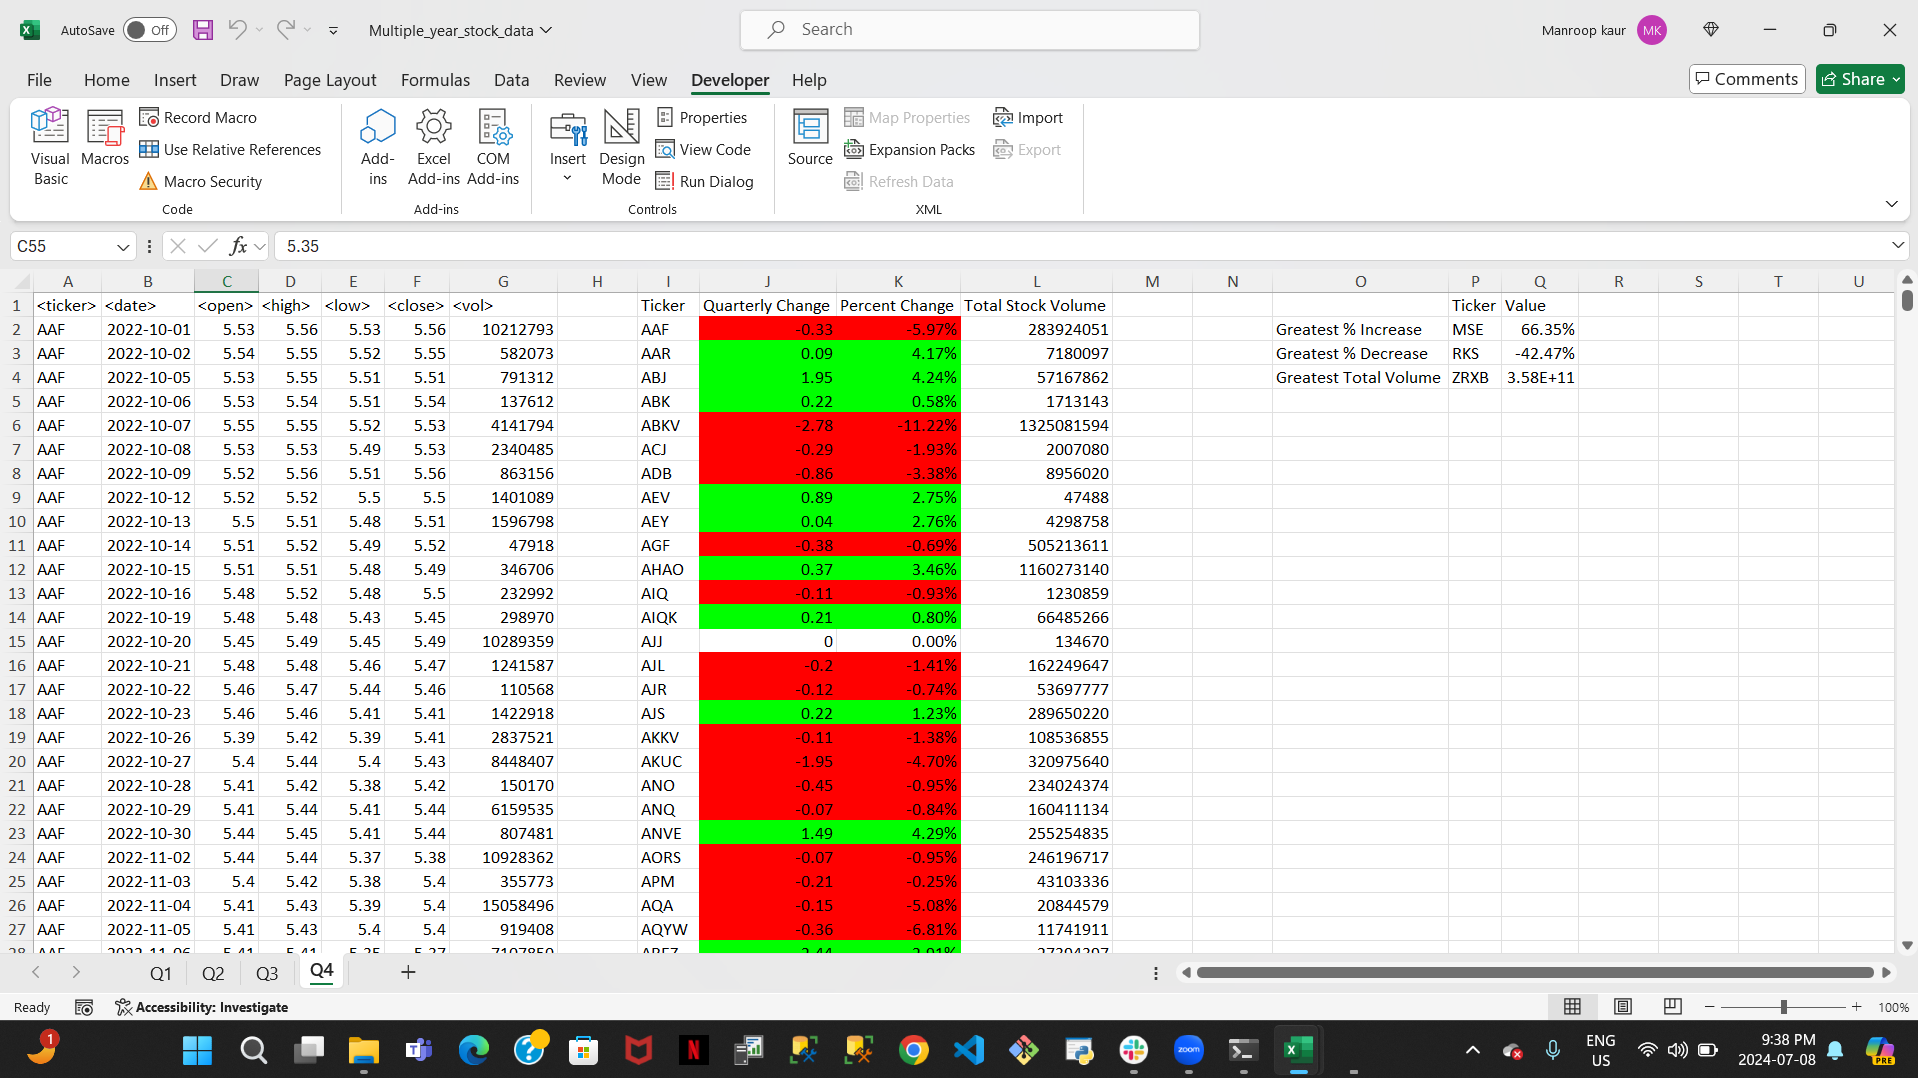 AutoSave Off Multiple_year_stock_data Search Manroop kaur MK
File Home Insert Draw Page Layout Formulas Data Review View Developer Help Comments Share
Visual Basic Macros Record Macro Use Relative References Macro Security Code
Add-ins Excel Add-ins COM Add-ins Add-ins
Insert Design Mode Properties View Code Run Dialog Controls
Source Map Properties Expansion Packs Refresh Data Import Export XML
C55 fx 5.35
A B C D E F G H I J K L M N O P Q R S T U
1 <ticker> <date> <open> <high> <low> <close> <vol> Ticker Quarterly Change Percent Change Total Stock Volume Ticker Value
2 AAF 2022-10-01 5.53 5.56 5.53 5.56 10212793 AAF -0.33 -5.97% 283924051 Greatest % Increase MSE 66.35%
3 AAF 2022-10-02 5.54 5.55 5.52 5.55 582073 AAR 0.09 4.17% 7180097 Greatest % Decrease RKS -42.47%
4 AAF 2022-10-05 5.53 5.55 5.51 5.51 791312 ABJ 1.95 4.24% 57167862 Greatest Total Volume ZRXB 3.58E+11
5 AAF 2022-10-06 5.53 5.54 5.51 5.54 137612 ABK 0.22 0.58% 1713143
6 AAF 2022-10-07 5.55 5.55 5.52 5.53 4141794 ABKV -2.78 -11.22% 1325081594
7 AAF 2022-10-08 5.53 5.53 5.49 5.53 2340485 ACJ -0.29 -1.93% 2007080
8 AAF 2022-10-09 5.52 5.56 5.51 5.56 863156 ADB -0.86 -3.38% 8956020
9 AAF 2022-10-12 5.52 5.52 5.5 5.5 1401089 AEV 0.89 2.75% 47488
10 AAF 2022-10-13 5.5 5.51 5.48 5.51 1596798 AEY 0.04 2.76% 4298758
11 AAF 2022-10-14 5.51 5.52 5.49 5.52 47918 AGF -0.38 -0.69% 505213611
12 AAF 2022-10-15 5.51 5.51 5.48 5.49 346706 AHAO 0.37 3.46% 1160273140
13 AAF 2022-10-16 5.48 5.52 5.48 5.5 232992 AIQ -0.11 -0.93% 1230859
14 AAF 2022-10-19 5.48 5.48 5.43 5.45 298970 AIQK 0.21 0.80% 66485266
15 AAF 2022-10-20 5.45 5.49 5.45 5.49 10289359 AJJ 0 0.00% 134670
16 AAF 2022-10-21 5.48 5.48 5.46 5.47 1241587 AJL -0.2 -1.41% 162249647
17 AAF 2022-10-22 5.46 5.47 5.44 5.46 110568 AJR -0.12 -0.74% 53697777
18 AAF 2022-10-23 5.46 5.46 5.41 5.41 1422918 AJS 0.22 1.23% 289650220
19 AAF 2022-10-26 5.39 5.42 5.39 5.41 2837521 AKKV -0.11 -1.38% 108536855
20 AAF 2022-10-27 5.4 5.44 5.4 5.43 8448407 AKUC -1.95 -4.70% 320975640
21 AAF 2022-10-28 5.41 5.42 5.38 5.42 150170 ANO -0.45 -0.95% 234024374
22 AAF 2022-10-29 5.41 5.44 5.41 5.44 6159535 ANQ -0.07 -0.84% 160411134
23 AAF 2022-10-30 5.44 5.45 5.41 5.44 807481 ANVE 1.49 4.29% 255254835
24 AAF 2022-11-02 5.44 5.44 5.37 5.38 10928362 AORS -0.07 -0.95% 246196717
25 AAF 2022-11-03 5.4 5.42 5.38 5.4 355773 APM -0.21 -0.25% 43103336
26 AAF 2022-11-04 5.41 5.43 5.39 5.4 15058496 AQA -0.15 -5.08% 20844579
27 AAF 2022-11-05 5.41 5.43 5.4 5.4 919408 AQYW -0.36 -6.81% 11741911
Q1 Q2 Q3 Q4
Ready Accessibility: Investigate 100%
1 zoom ENG US 9:38 PM 2024-07-08 PRE